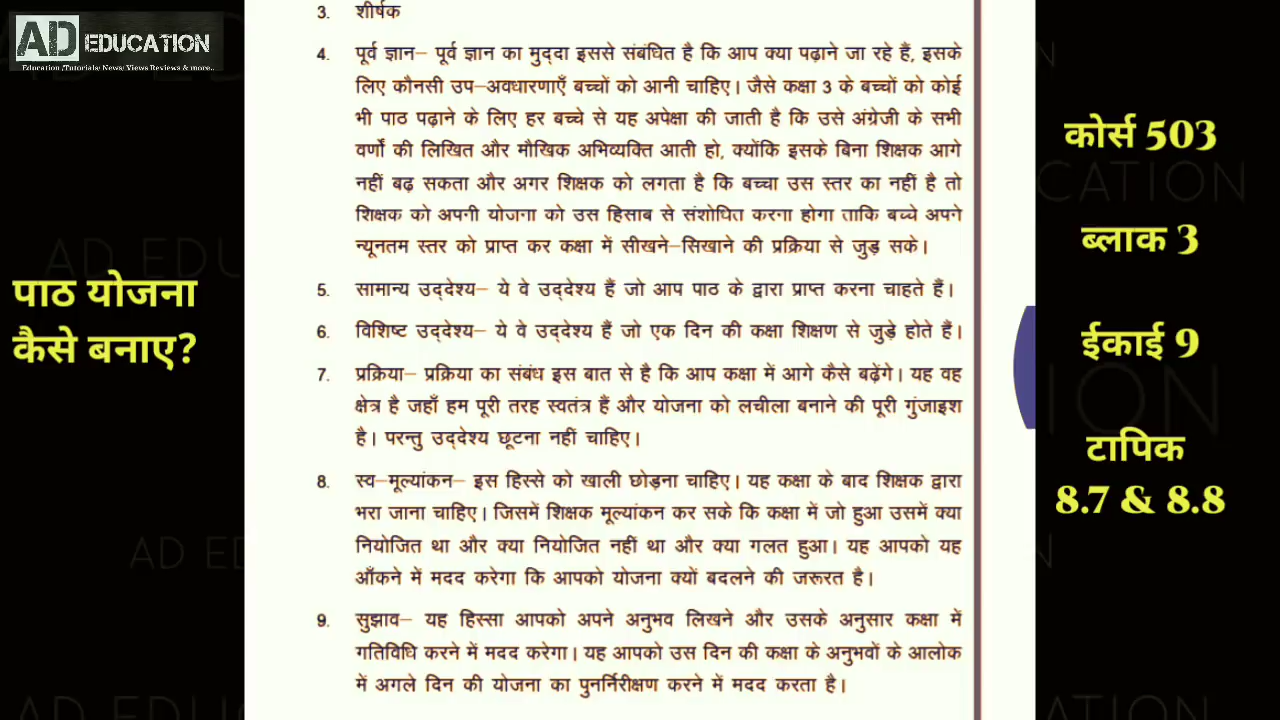 AD EDUCATION
Education ,Tutorials, News, Views Reviews & more..
पाठ योजना
कैसे बनाए?
3. शीर्षक
4. पूर्व ज्ञान– पूर्व ज्ञान का मुद्दा इससे संबंधित है कि आप क्या पढ़ाने जा रहे हैं, इसके
लिए कौनसी उप–अवधारणाएँ बच्चों को आनी चाहिए। जैसे कक्षा 3 के बच्चों को कोई
भी पाठ पढ़ाने के लिए हर बच्चे से यह अपेक्षा की जाती है कि उसे अंग्रेजी के सभी
वर्णों की लिखित और मौखिक अभिव्यक्ति आती हो, क्योंकि इसके बिना शिक्षक आगे
नहीं बढ़ सकता और अगर शिक्षक को लगता है कि बच्चा उस स्तर का नहीं है तो
शिक्षक को अपनी योजना को उस हिसाब से संशोधित करना होगा ताकि बच्चे अपने
न्यूनतम स्तर को प्राप्त कर कक्षा में सीखने–सिखाने की प्रक्रिया से जुड़ सके।
5. सामान्य उद्देश्य– ये वे उद्देश्य हैं जो आप पाठ के द्वारा प्राप्त करना चाहते हैं।
6. विशिष्ट उद्देश्य– ये वे उद्देश्य हैं जो एक दिन की कक्षा शिक्षण से जुड़े होते हैं।
7. प्रक्रिया– प्रक्रिया का संबंध इस बात से है कि आप कक्षा में आगे कैसे बढ़ेंगे। यह वह
क्षेत्र है जहाँ हम पूरी तरह स्वतंत्र हैं और योजना को लचीला बनाने की पूरी गुंजाइश
है। परन्तु उद्देश्य छूटना नहीं चाहिए।
8. स्व–मूल्यांकन– इस हिस्से को खाली छोड़ना चाहिए। यह कक्षा के बाद शिक्षक द्वारा
भरा जाना चाहिए। जिसमें शिक्षक मूल्यांकन कर सके कि कक्षा में जो हुआ उसमें क्या
नियोजित था और क्या नियोजित नहीं था और क्या गलत हुआ। यह आपको यह
आँकने में मदद करेगा कि आपको योजना क्यों बदलने की जरूरत है।
9. सुझाव– यह हिस्सा आपको अपने अनुभव लिखने और उसके अनुसार कक्षा में
गतिविधि करने में मदद करेगा। यह आपको उस दिन की कक्षा के अनुभवों के आलोक
में अगले दिन की योजना का पुनर्निरीक्षण करने में मदद करता है।
कोर्स 503
ब्लाक 3
ईकाई 9
टापिक
8.7 & 8.8